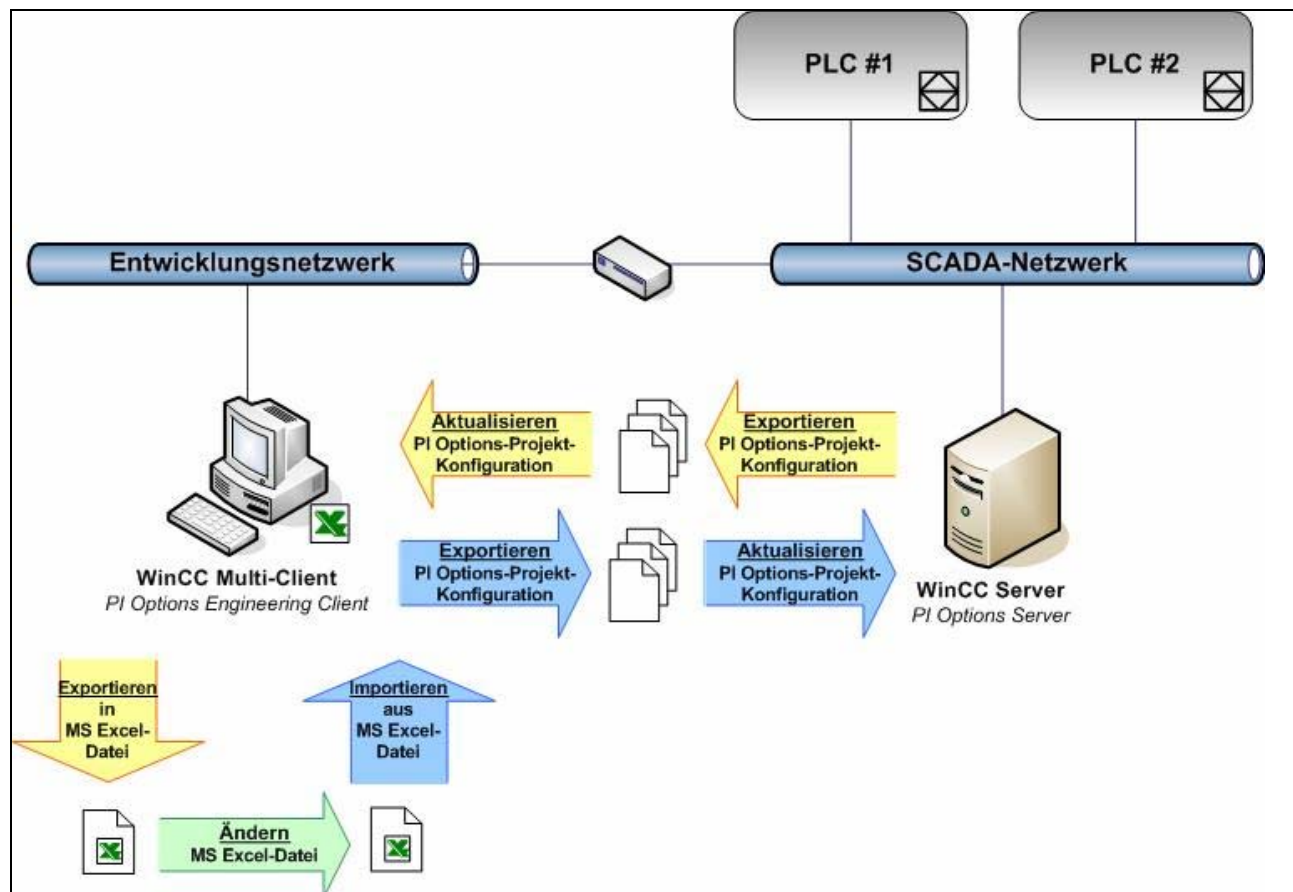 PLC #1
PLC #2
Entwicklungsnetzwerk
SCADA-Netzwerk
Aktualisieren
PI Options-Projekt-
Konfiguration
Exportieren
PI Options-Projekt-
Konfiguration
Exportieren
PI Options-Projekt-
Konfiguration
Aktualisieren
PI Options-Projekt-
Konfiguration
WinCC Multi-Client
PI Options Engineering Client
WinCC Server
PI Options Server
Exportieren
in
MS Excel-
Datei
Importieren
aus
MS Excel-
Datei
Ändern
MS Excel-Datei